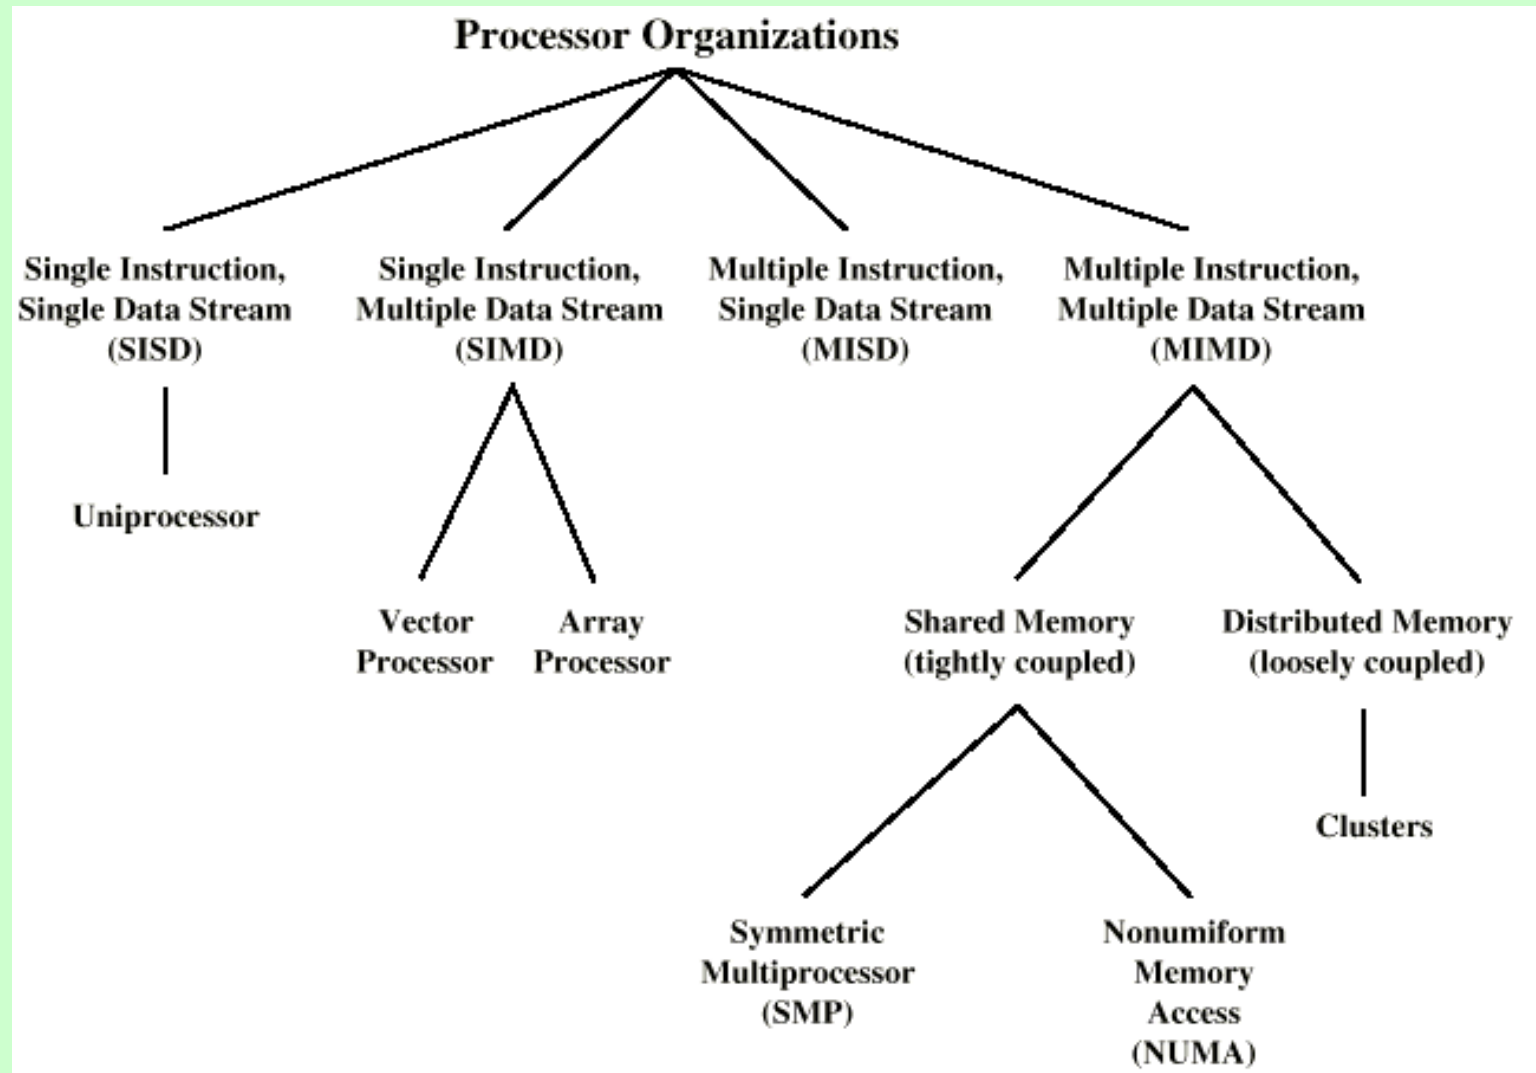 Processor Organizations
Single Instruction,
Single Data Stream
(SISD)
Single Instruction,
Multiple Data Stream
(SIMD)
Multiple Instruction,
Single Data Stream
(MISD)
Multiple Instruction,
Multiple Data Stream
(MIMD)
Uniprocessor
Vector
Processor
Array
Processor
Shared Memory
(tightly coupled)
Distributed Memory
(loosely coupled)
Clusters
Symmetric
Multiprocessor
(SMP)
Nonumiform
Memory
Access
(NUMA)